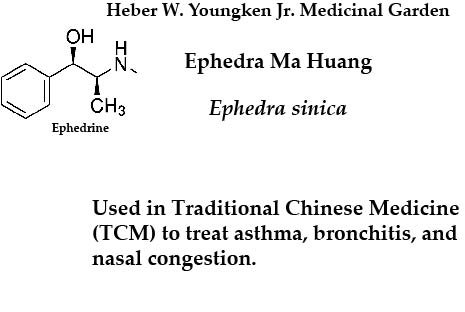 Heber W. Youngken Jr. Medicinal Garden
OH
H
N
CH3
Ephedrine
Ephedra Ma Huang
Ephedra sinica
Used in Traditional Chinese Medicine
(TCM) to treat asthma, bronchitis, and
nasal congestion.